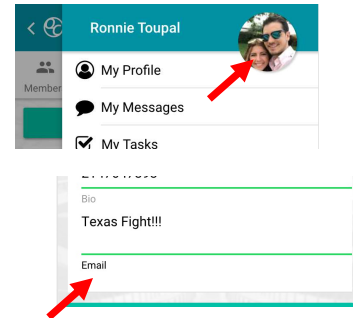 Ronnie Toupal
My Profile
Member
My Messages
My Tasks
Bio
Texas Fight!!!
Email